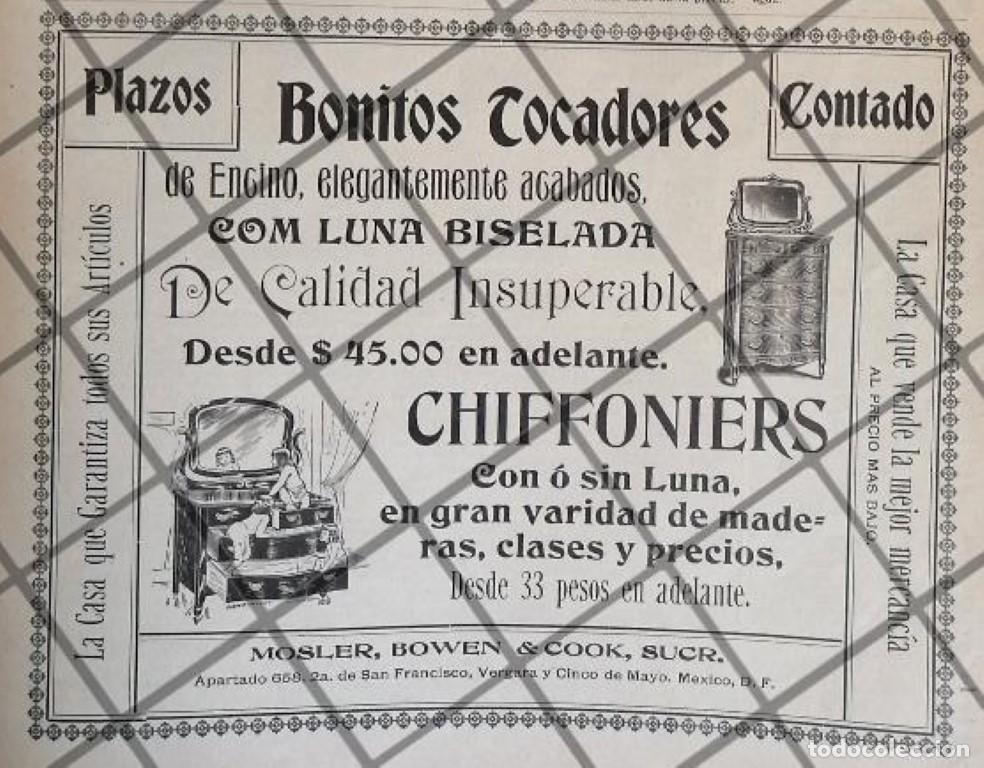 Plazos
Bonitos Tocadores
Contado
de Encino, elegantemente acabados,
COM LUNA BISELADA
De Calidad Insuperable,
Desde $ 45.00 en adelante.
CHIFFONIERS
Con ó sin Luna,
en gran varidad de made=
ras, clases y precios,
Desde 33 pesos en adelante.
La Casa que Garantiza todos sus Artículos
La Casa que vende la mejor mercancía
AL PRECIO MAS BAJO,
MOSLER, BOWEN & COOK, SUCR.
Apartado 658. 2a. de San Francisco, Vergara y Cinco de Mayo. Mexico, D. F.
todocoleccion